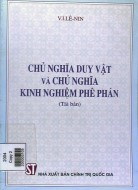 V.I.LÊ-NIN
CHỦ NGHĨA DUY VẬT
VÀ CHỦ NGHĨA
KINH NGHIỆM PHÊ PHÁN
(Tái bản)
ST
NHÀ XUẤT BẢN CHÍNH TRỊ QUỐC GIA